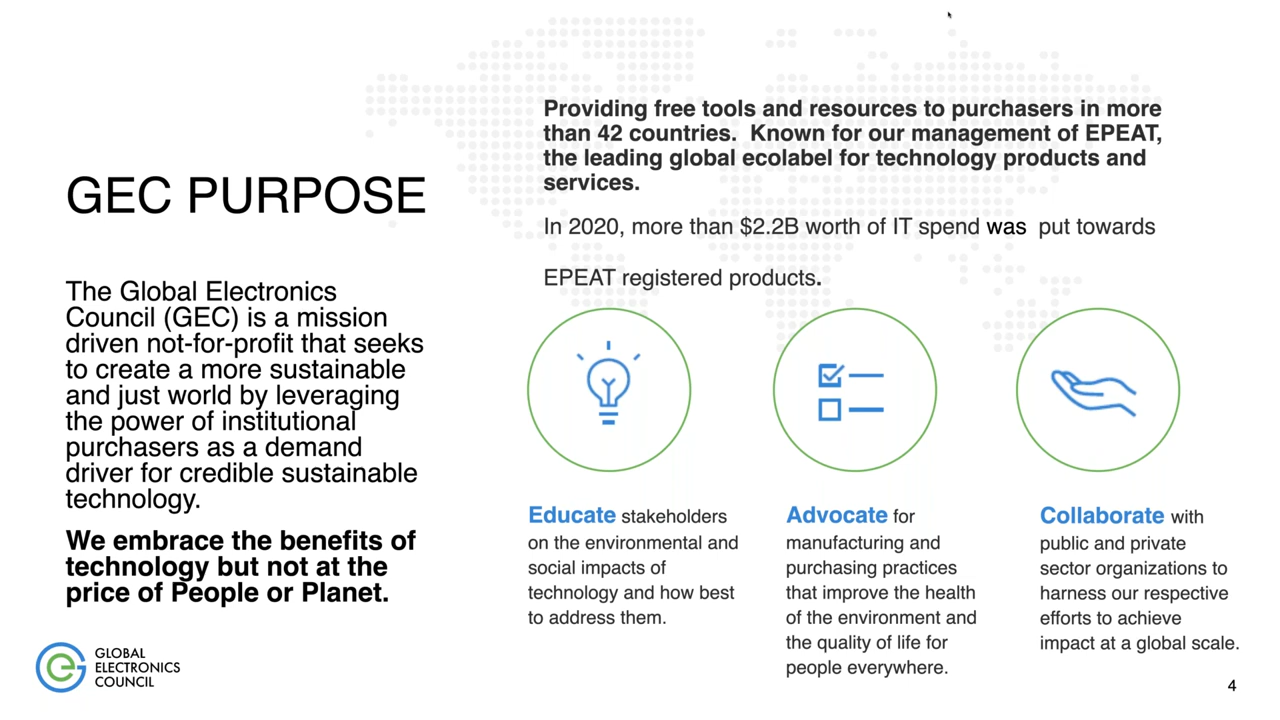 GEC PURPOSE
The Global Electronics
Council (GEC) is a mission
driven not-for-profit that seeks
to create a more sustainable
and just world by leveraging
the power of institutional
purchasers as a demand
driver for credible sustainable
technology.
We embrace the benefits of
technology but not at the
price of People or Planet.
Providing free tools and resources to purchasers in more
than 42 countries.  Known for our management of EPEAT,
the leading global ecolabel for technology products and
services.
In 2020, more than $2.2B worth of IT spend was  put towards
EPEAT registered products.
Educate stakeholders
on the environmental and
social impacts of
technology and how best
to address them.
Advocate for
manufacturing and
purchasing practices
that improve the health
of the environment and
the quality of life for
people everywhere.
Collaborate with
public and private
sector organizations to
harness our respective
efforts to achieve
impact at a global scale.
GLOBAL
ELECTRONICS
COUNCIL
4